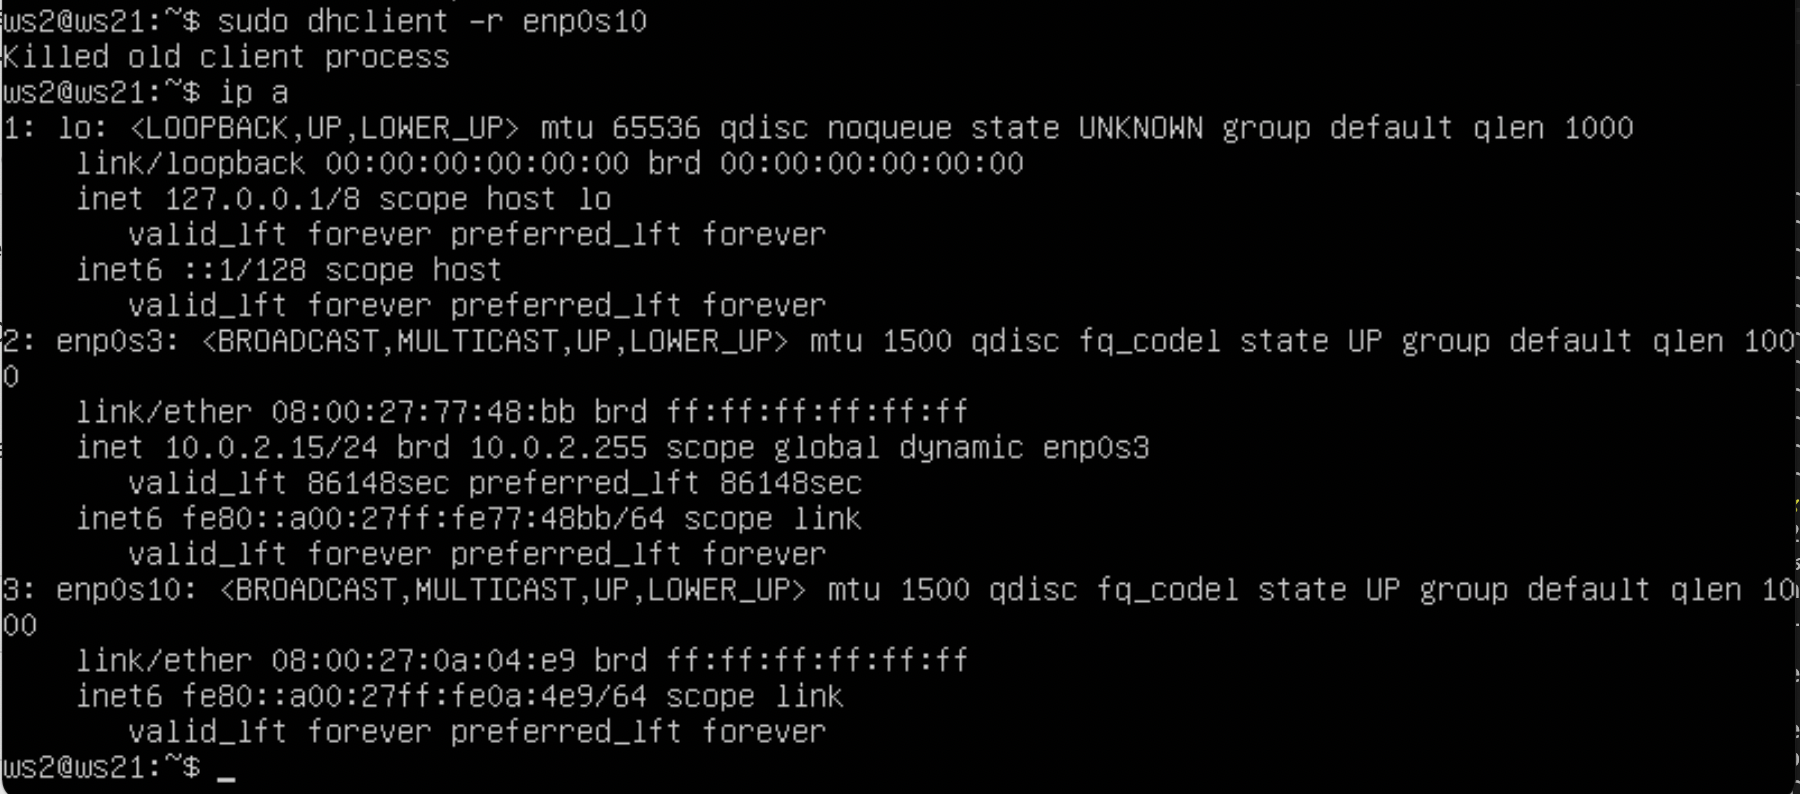 ws2@ws21:~$ sudo dhclient -r enp0s10
Killed old client process
ws2@ws21:~$ ip a
1: lo: <LOOPBACK,UP,LOWER_UP> mtu 65536 qdisc noqueue state UNKNOWN group default qlen 1000
    link/loopback 00:00:00:00:00:00 brd 00:00:00:00:00:00
    inet 127.0.0.1/8 scope host lo
       valid_lft forever preferred_lft forever
    inet6 ::1/128 scope host
       valid_lft forever preferred_lft forever
2: enp0s3: <BROADCAST,MULTICAST,UP,LOWER_UP> mtu 1500 qdisc fq_codel state UP group default qlen 100
0
    link/ether 08:00:27:77:48:bb brd ff:ff:ff:ff:ff:ff
    inet 10.0.2.15/24 brd 10.0.2.255 scope global dynamic enp0s3
       valid_lft 86148sec preferred_lft 86148sec
    inet6 fe80::a00:27ff:fe77:48bb/64 scope link
       valid_lft forever preferred_lft forever
3: enp0s10: <BROADCAST,MULTICAST,UP,LOWER_UP> mtu 1500 qdisc fq_codel state UP group default qlen 10
00
    link/ether 08:00:27:0a:04:e9 brd ff:ff:ff:ff:ff:ff
    inet6 fe80::a00:27ff:fe0a:4e9/64 scope link
       valid_lft forever preferred_lft forever
ws2@ws21:~$ _